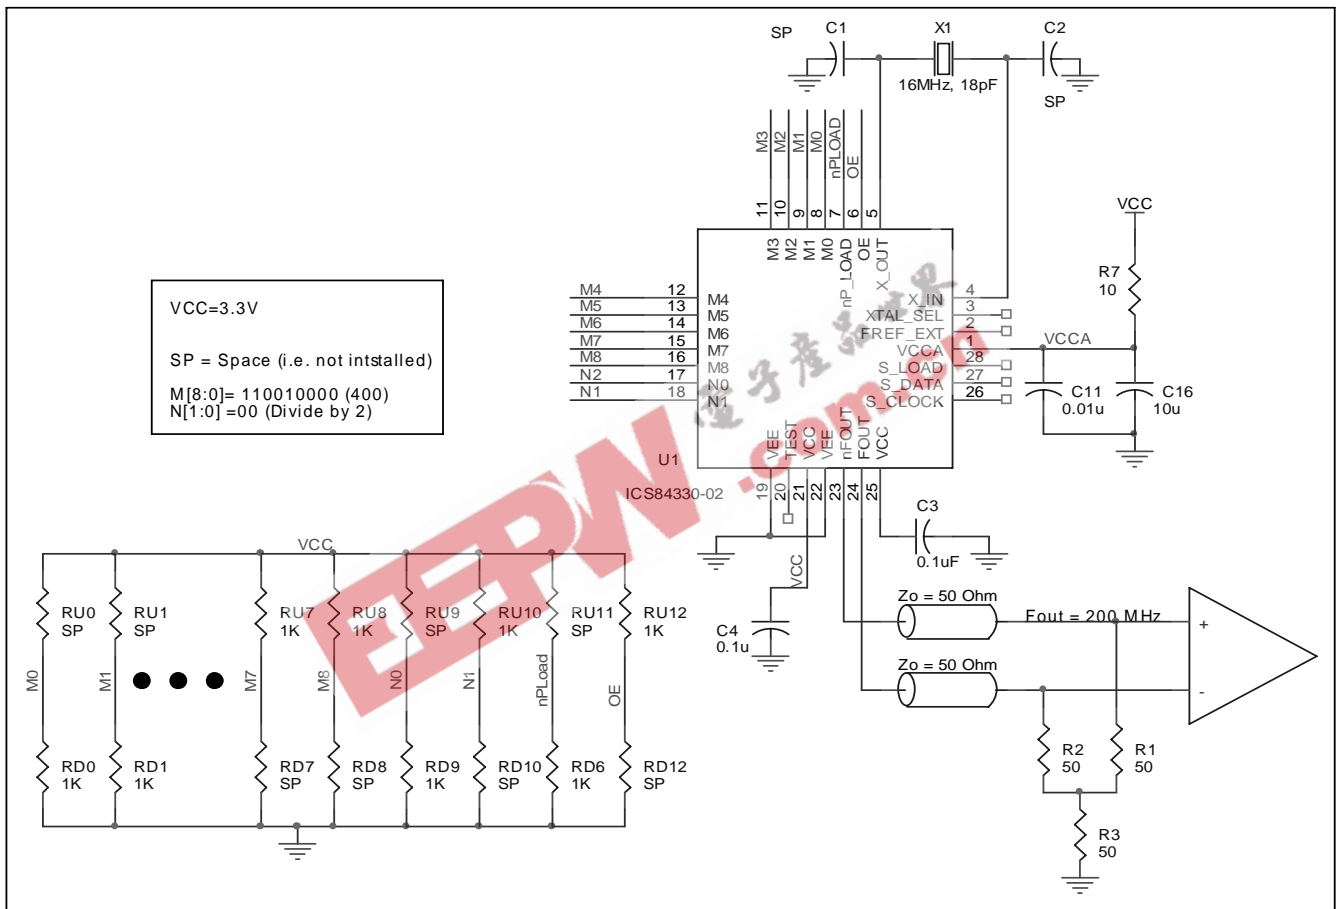 SP
C1
X1
C2
16MHz, 18pF
SP
M3
M2
M1
M0
nPLOAD
OE
11
10
9
8
7
6
5
M3
M2
M1
M0
nP_LOAD
OE
X_OUT
VCC
R7
10
VCC=3.3V
SP = Space (i.e. not intstalled)
M[8:0]= 110010000 (400)
N[1:0] =00 (Divide by 2)
M4 12 M4
M5 13 M5
M6 14 M6
M7 15 M7
M8 16 M8
N2 17 N0
N1 18 N1
X_IN 4
XTAL_SEL 3
FREF_EXT 2
VCCA 1
S_LOAD 28
S_DATA 27
S_CLOCK 26
VCCA
C11
0.01u
C16
10u
VEE
TEST
VCC
VEE
nFOUT
FOUT
VCC
U1
ICS84330-02
19
20
21
22
23
24
25
C3
0.1uF
VCC
C4
0.1u
電子產品世界
EEPW
.com.cn
Zo = 50 Ohm
Fout = 200 MHz
Zo = 50 Ohm
+
-
R2
50
R1
50
R3
50
VCC
RU0
SP
RU1
SP
RU7
1K
RU8
1K
RU9
SP
RU10
1K
RU11
SP
RU12
1K
M0
M1
M7
M8
N0
N1
nPLoad
OE
RD0
1K
RD1
1K
RD7
SP
RD8
SP
RD9
1K
RD10
SP
RD6
1K
RD12
SP